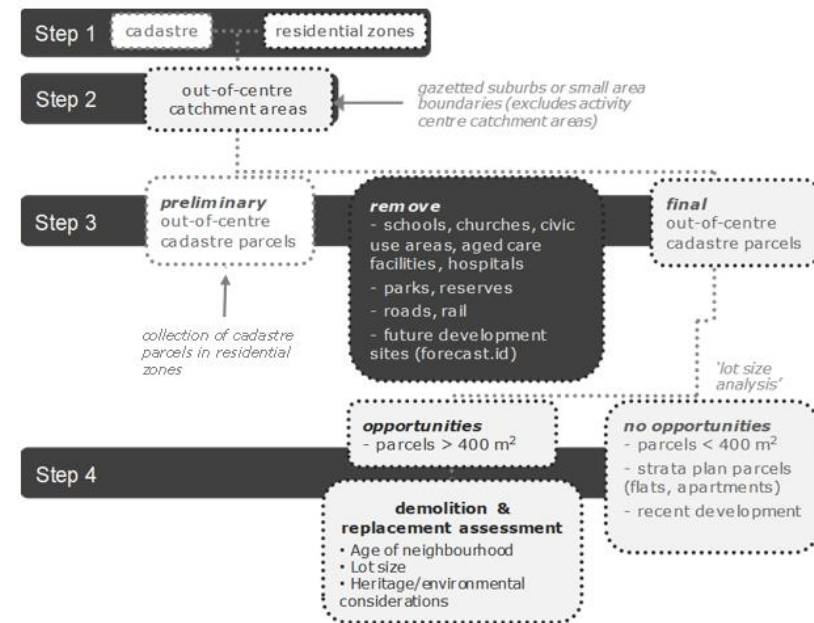 Step 1
cadastre
residential zones
Step 2
out-of-centre
catchment areas
gazetted suburbs or small area
boundaries (excludes activity
centre catchment areas)
Step 3
preliminary
out-of-centre
cadastre parcels
remove
- schools, churches, civic
use areas, aged care
facilities, hospitals
- parks, reserves
- roads, rail
- future development
sites (forecast.id)
final
out-of-centre
cadastre parcels
collection of cadastre
parcels in residential
zones
'lot size
analysis'
Step 4
opportunities
- parcels > 400 m²
no opportunities
- parcels < 400 m²
- strata plan parcels
(flats, apartments)
- recent development
demolition &
replacement assessment
• Age of neighbourhood
• Lot size
• Heritage/environmental
considerations